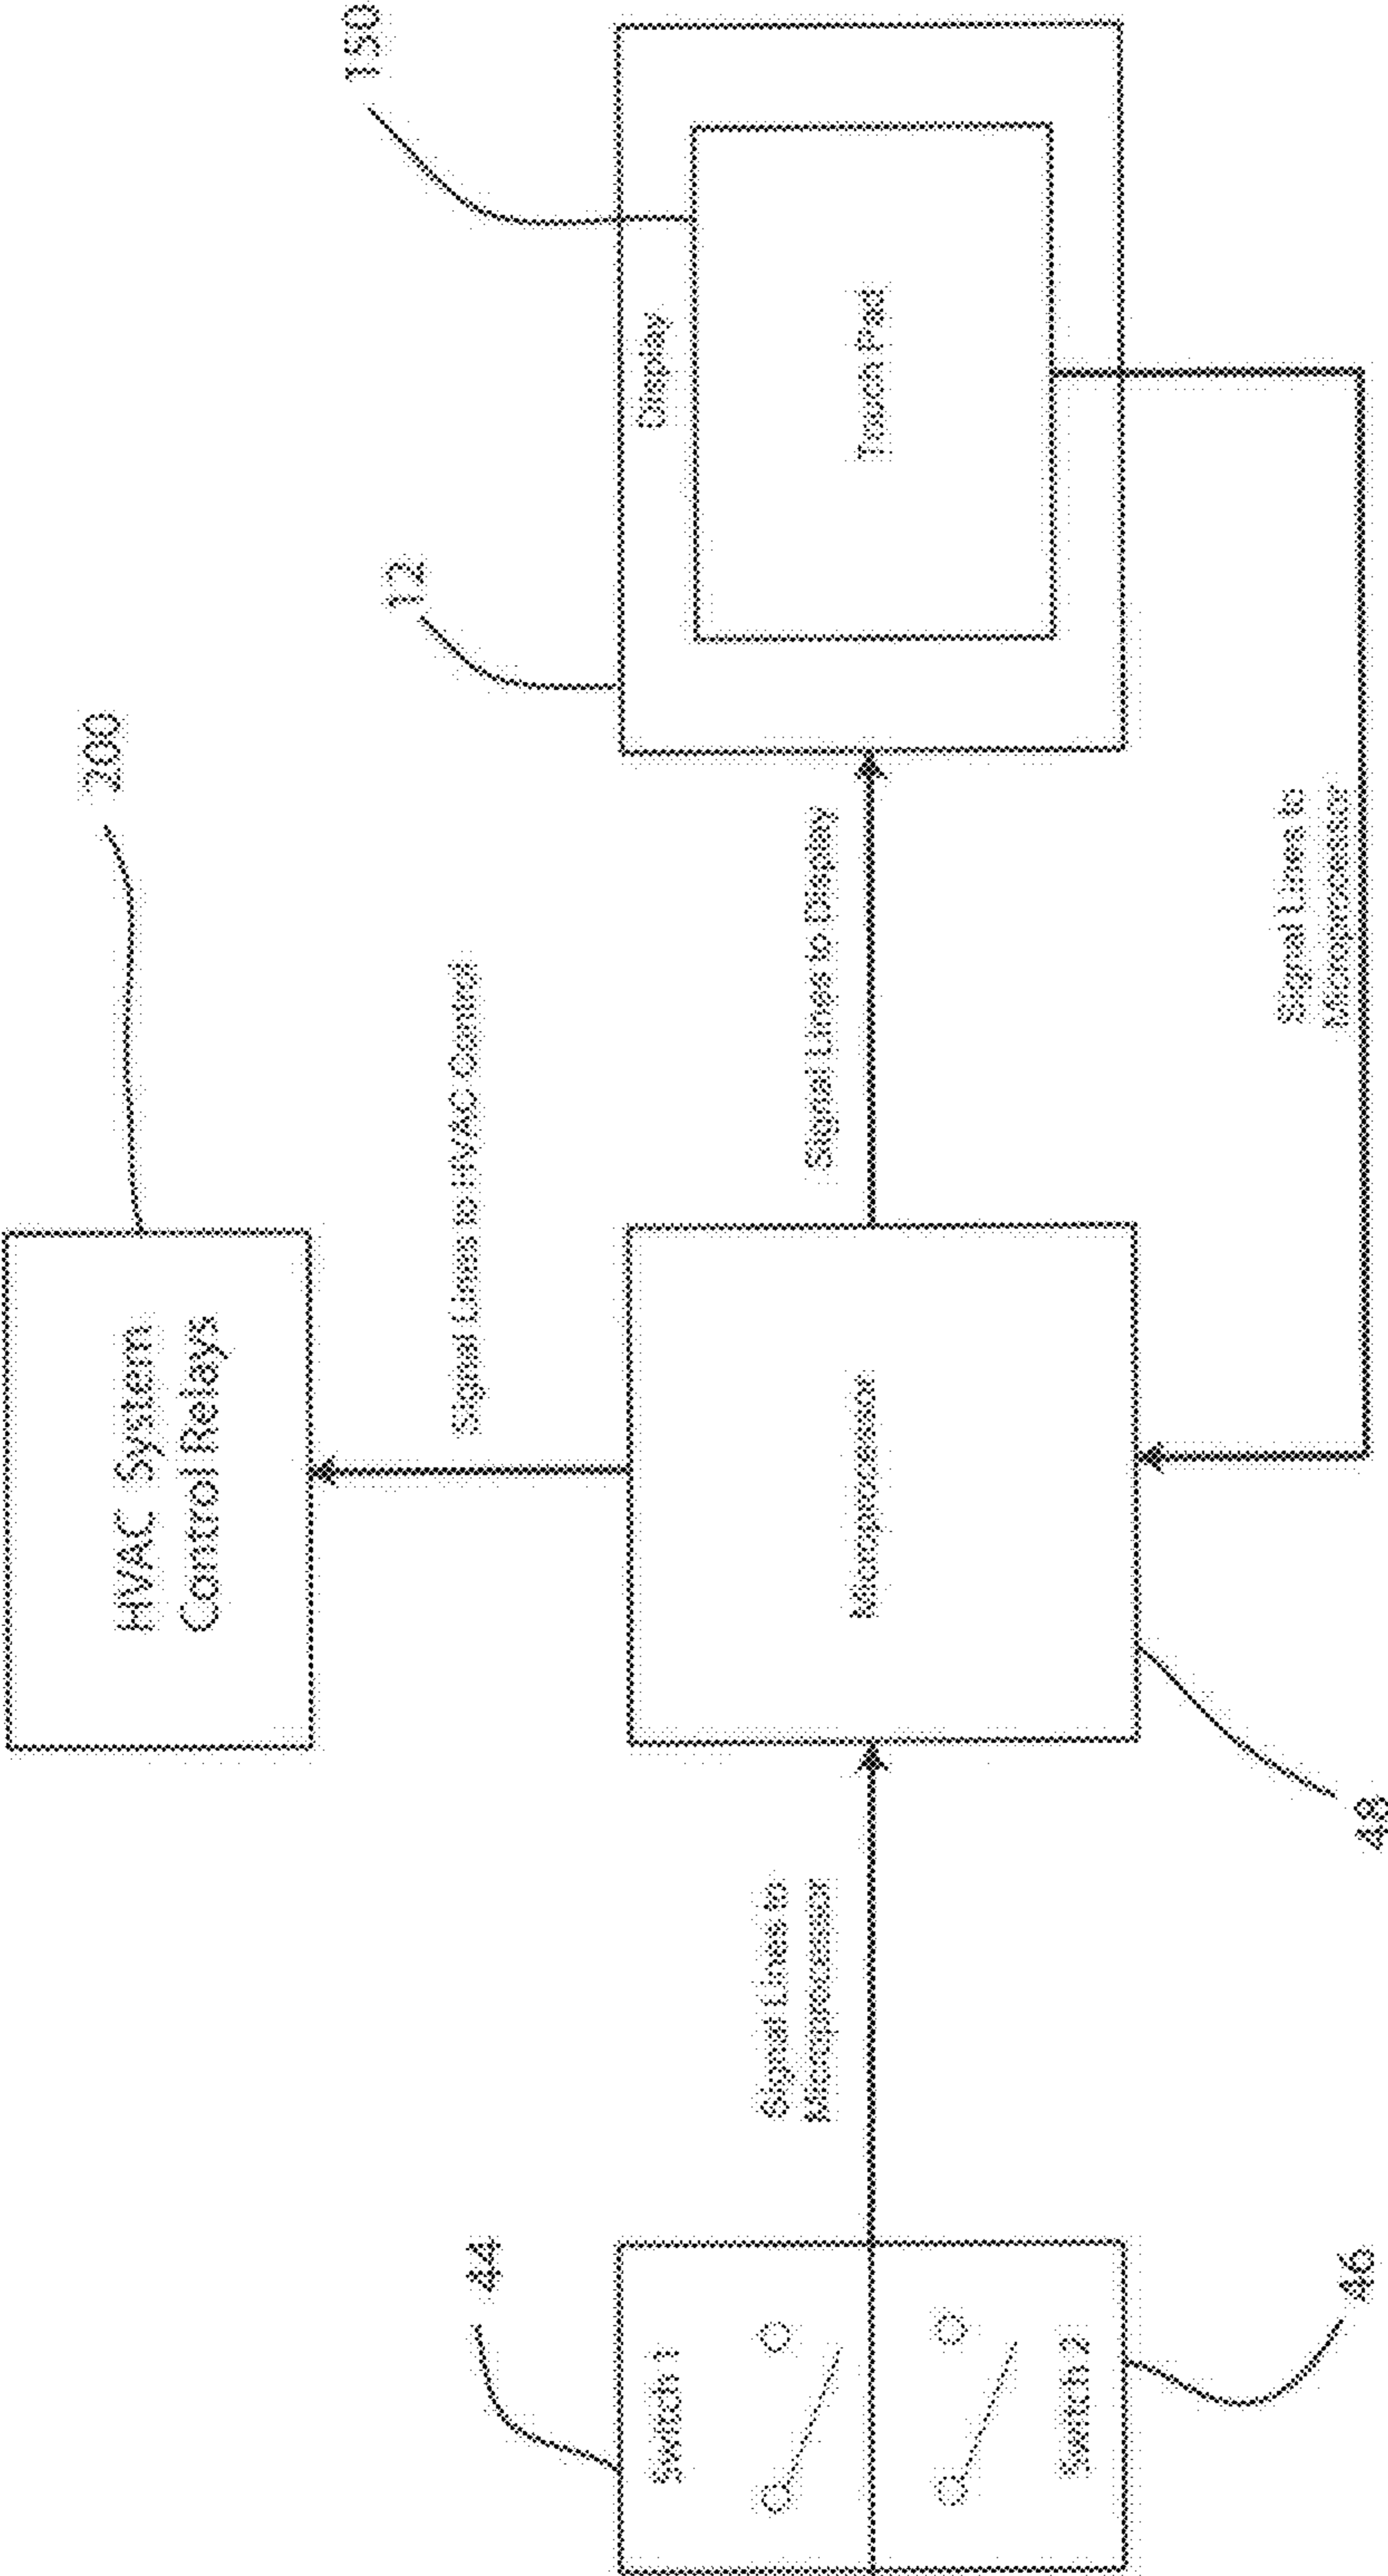 HVAC System
Control Relays
200
Signal Lines to HVAC Control
44
Switch 1
Switch 2
46
Signal Lines to
Microprocessor
Microprocessor
48
Signal Lines to Display
12
150
Display
Touch Pad
Signal Lines to
Microprocessor